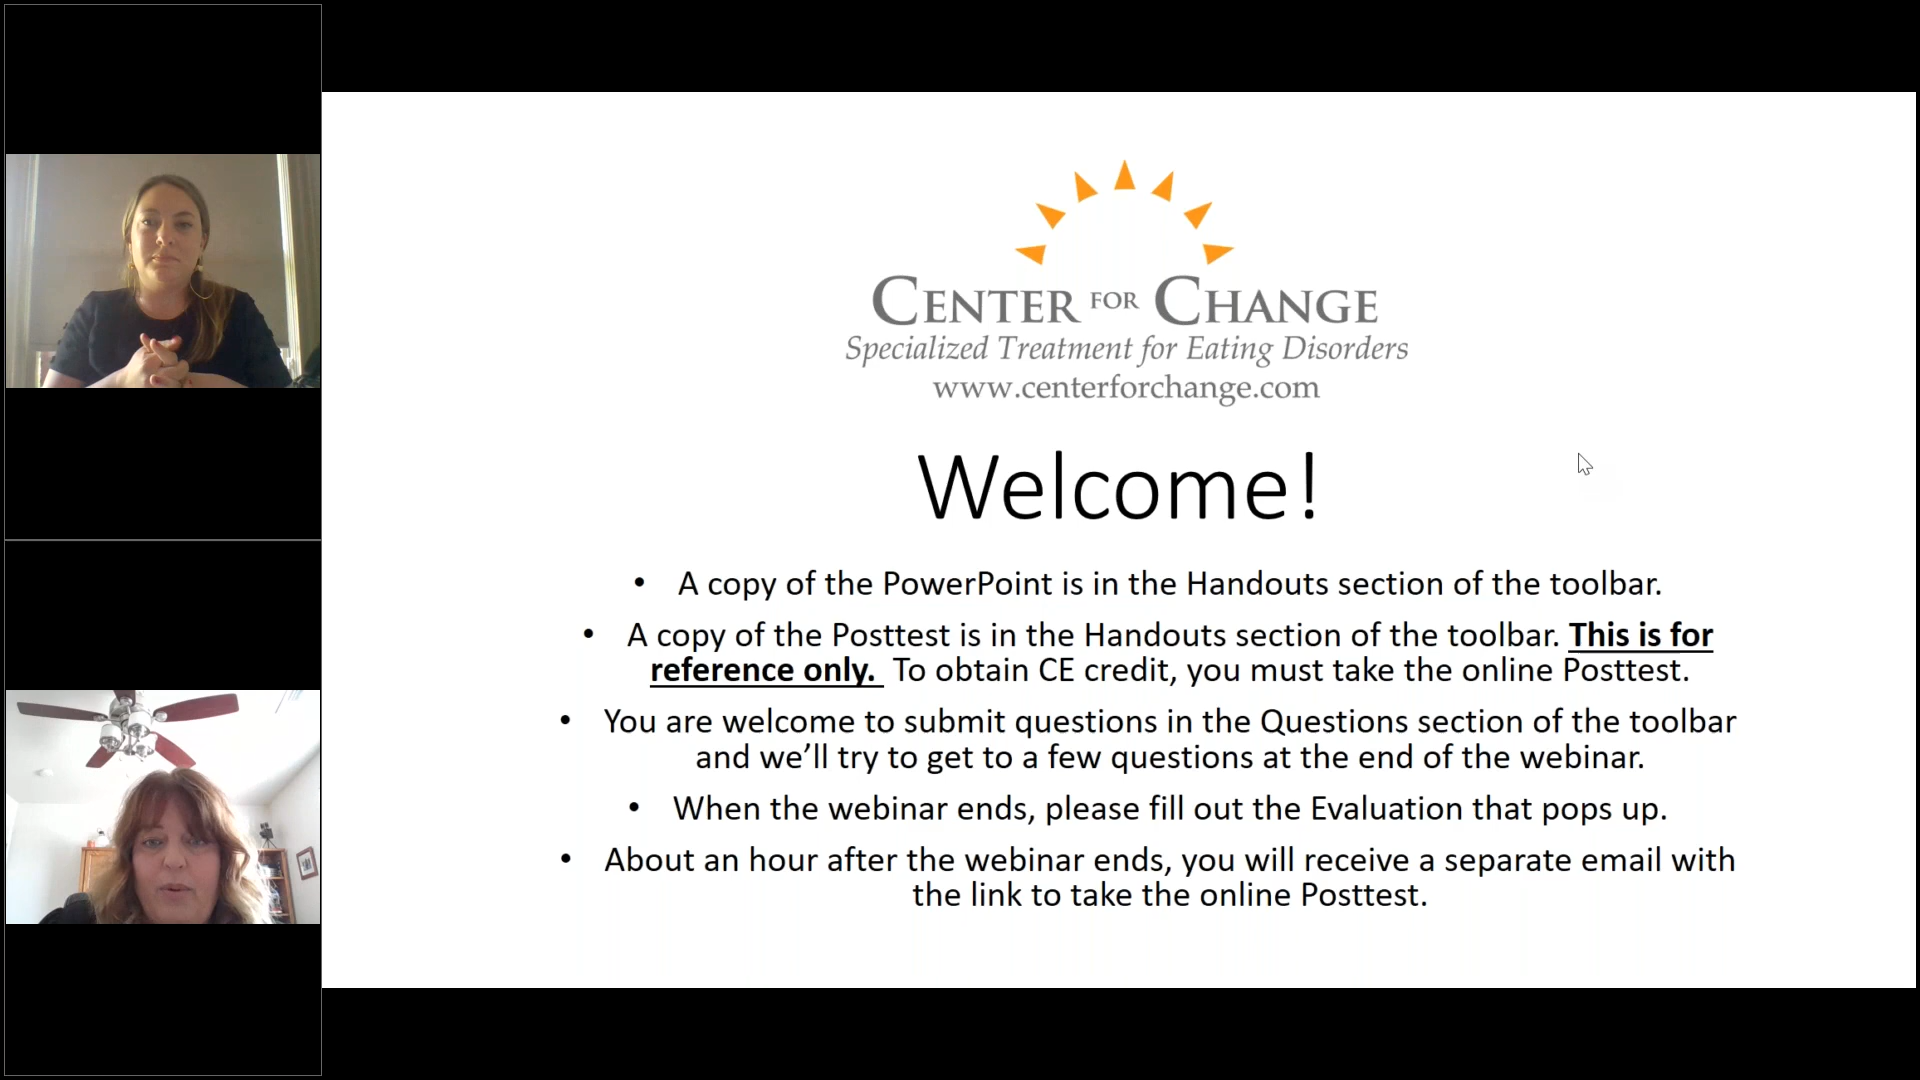 CENTER FOR CHANGE
Specialized Treatment for Eating Disorders
www.centerforchange.com
Welcome!
• A copy of the PowerPoint is in the Handouts section of the toolbar.
• A copy of the Posttest is in the Handouts section of the toolbar. This is for
reference only. To obtain CE credit, you must take the online Posttest.
• You are welcome to submit questions in the Questions section of the toolbar
and we’ll try to get to a few questions at the end of the webinar.
• When the webinar ends, please fill out the Evaluation that pops up.
• About an hour after the webinar ends, you will receive a separate email with
the link to take the online Posttest.